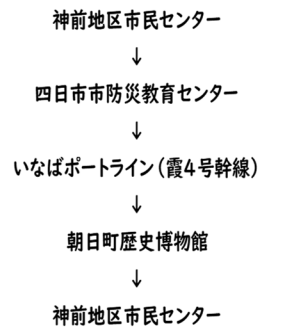 神前地区市民センター
↓
四日市市防災教育センター
↓
いなばポートライン（霞4号幹線）
↓
朝日町歴史博物館
↓
神前地区市民センター